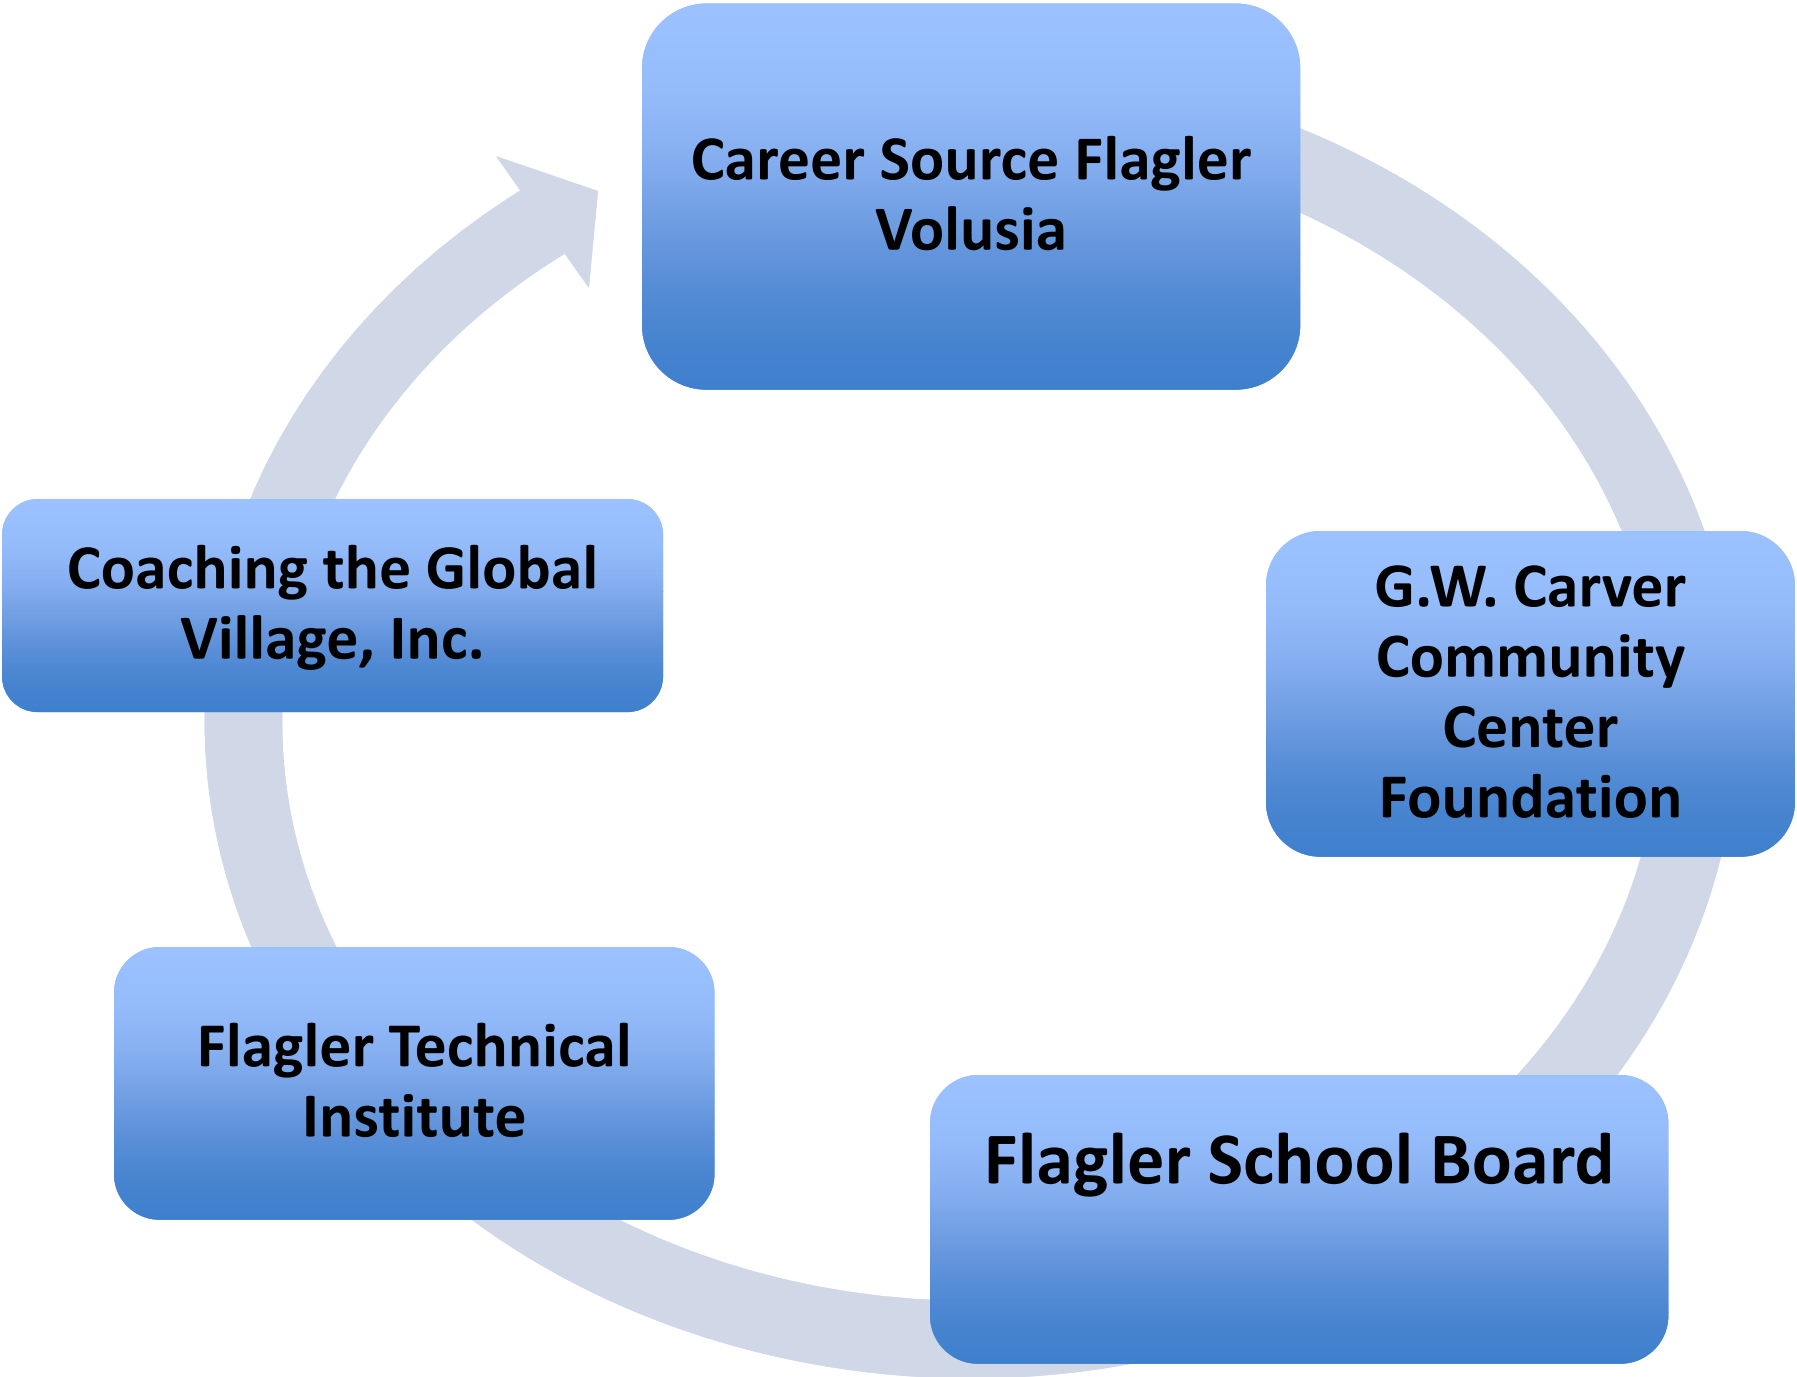 Career Source Flagler
Volusia
G.W. Carver
Community
Center
Foundation
Flagler School Board
Flagler Technical
Institute
Coaching the Global
Village, Inc.